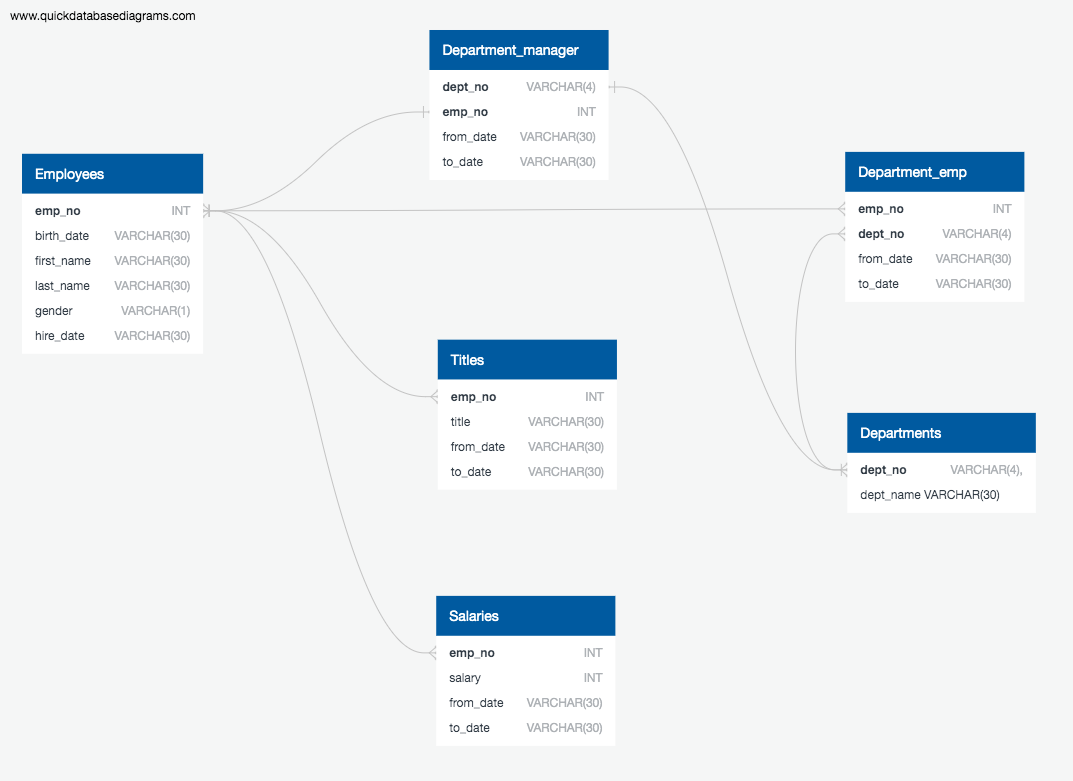 www.quickdatabasediagrams.com
Department_manager
dept_no VARCHAR(4)
emp_no INT
from_date VARCHAR(30)
to_date VARCHAR(30)
Employees
emp_no INT
birth_date VARCHAR(30)
first_name VARCHAR(30)
last_name VARCHAR(30)
gender VARCHAR(1)
hire_date VARCHAR(30)
Department_emp
emp_no INT
dept_no VARCHAR(4)
from_date VARCHAR(30)
to_date VARCHAR(30)
Titles
emp_no INT
title VARCHAR(30)
from_date VARCHAR(30)
to_date VARCHAR(30)
Departments
dept_no VARCHAR(4),
dept_name VARCHAR(30)
Salaries
emp_no INT
salary INT
from_date VARCHAR(30)
to_date VARCHAR(30)